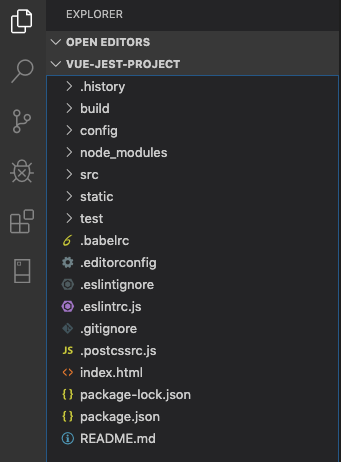 EXPLORER
OPEN EDITORS
VUE-JEST-PROJECT
.history
build
config
node_modules
src
static
test
.babelrc
.editorconfig
.eslintignore
.eslintrc.js
.gitignore
JS .postcssrc.js
index.html
{ } package-lock.json
{ } package.json
README.md